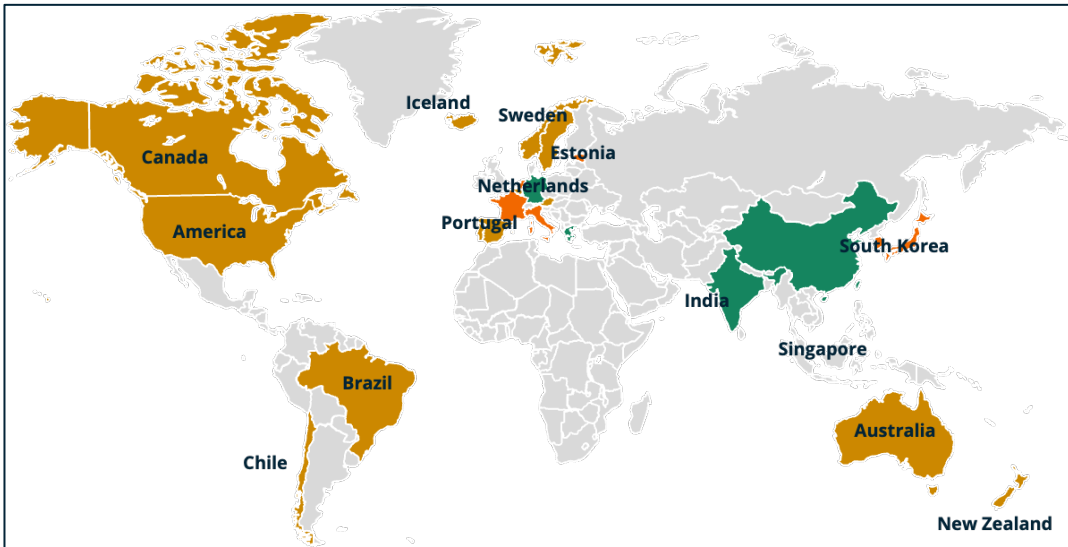 Iceland
Sweden
Canada
Estonia
Netherlands
Portugal
America
South Korea
India
Singapore
Brazil
Australia
Chile
New Zealand